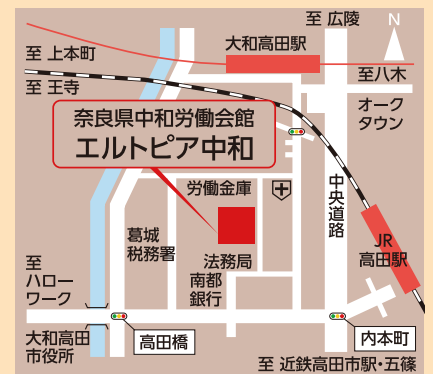 至 広陵
N
大和高田駅
至 上本町
至 王寺
至八木
オーク
タウン
奈良県中和労働会館
エルトピア中和
労働金庫
中央道路
葛城
税務署
JR
高田駅
法務局
南都
銀行
至
ハロー
ワーク
大和高田
市役所
高田橋
内本町
至 近鉄高田市駅・五條